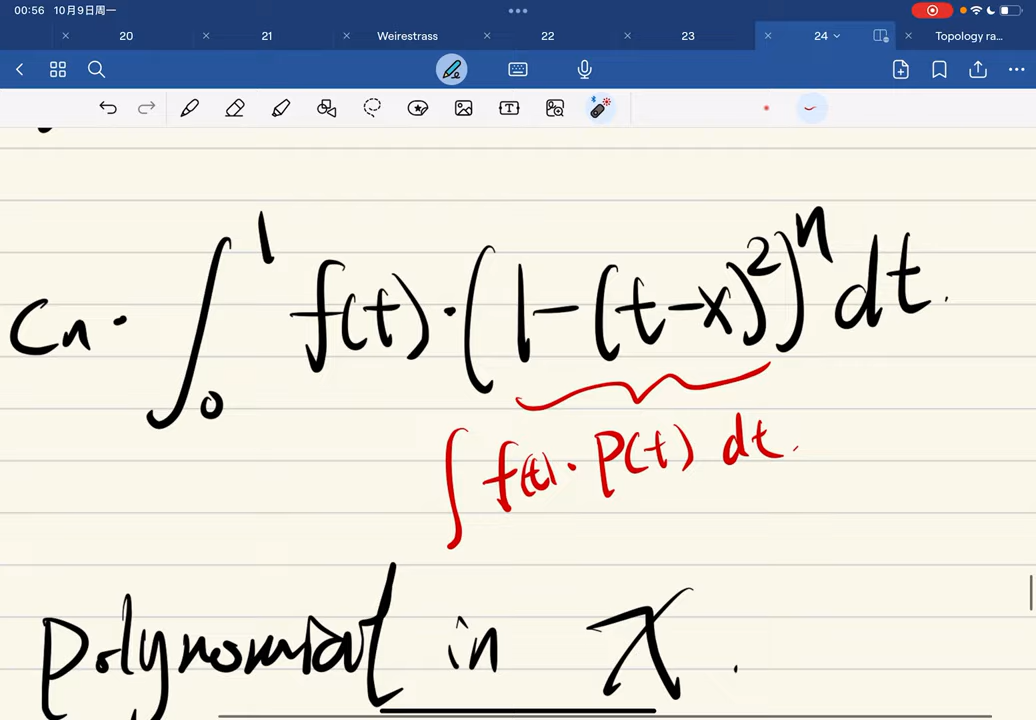 00:56 10月9日周一
20 21 Weirestrass 22 23 24 Topology ra...
T
Cn · ∫₀¹ f(t) · (1-(t-x)²)ⁿ dt.
∫ f(t) · P(t) dt.
Polynomial in x.